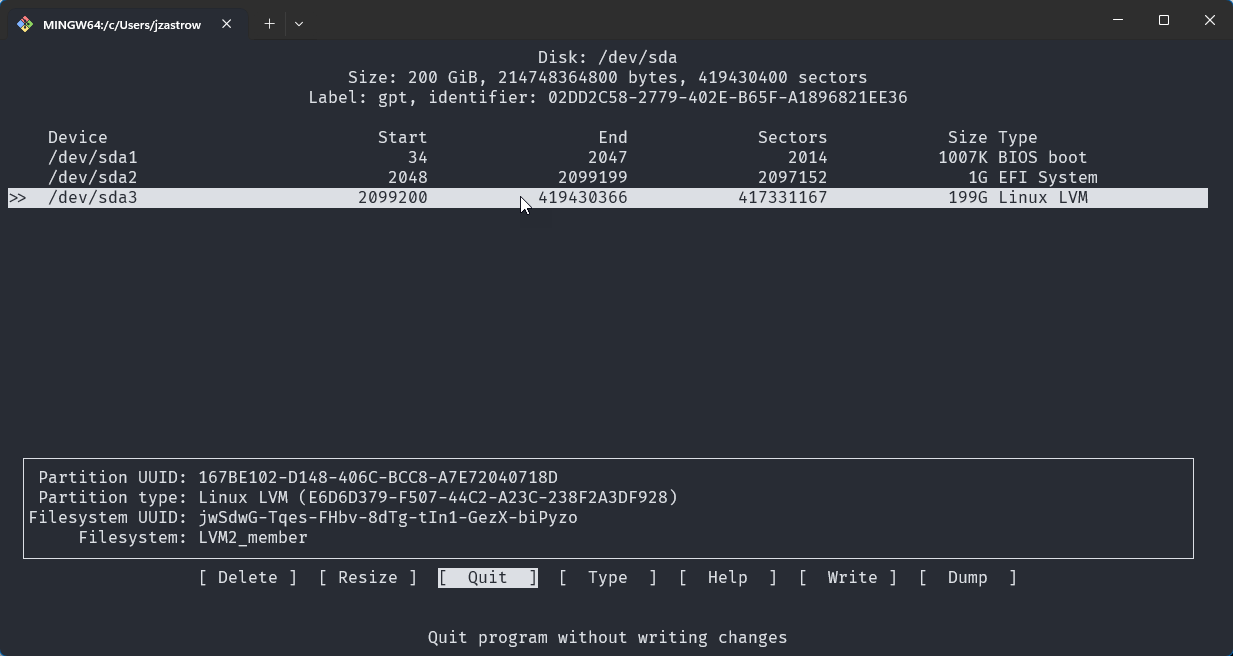 MINGW64:/c/Users/jzastrow
Disk: /dev/sda
Size: 200 GiB, 214748364800 bytes, 419430400 sectors
Label: gpt, identifier: 02DD2C58-2779-402E-B65F-A1896821EE36
Device Start End Sectors Size Type
/dev/sda1 34 2047 2014 1007K BIOS boot
/dev/sda2 2048 2099199 2097152 1G EFI System
>> /dev/sda3 2099200 419430366 417331167 199G Linux LVM
Partition UUID: 167BE102-D148-406C-BCC8-A7E72040718D
Partition type: Linux LVM (E6D6D379-F507-44C2-A23C-238F2A3DF928)
Filesystem UUID: jwSdwG-Tqes-FHbv-8dTg-tIn1-GezX-biPyzo
Filesystem: LVM2_member
[ Delete ] [ Resize ] [ Quit ] [ Type ] [ Help ] [ Write ] [ Dump ]
Quit program without writing changes